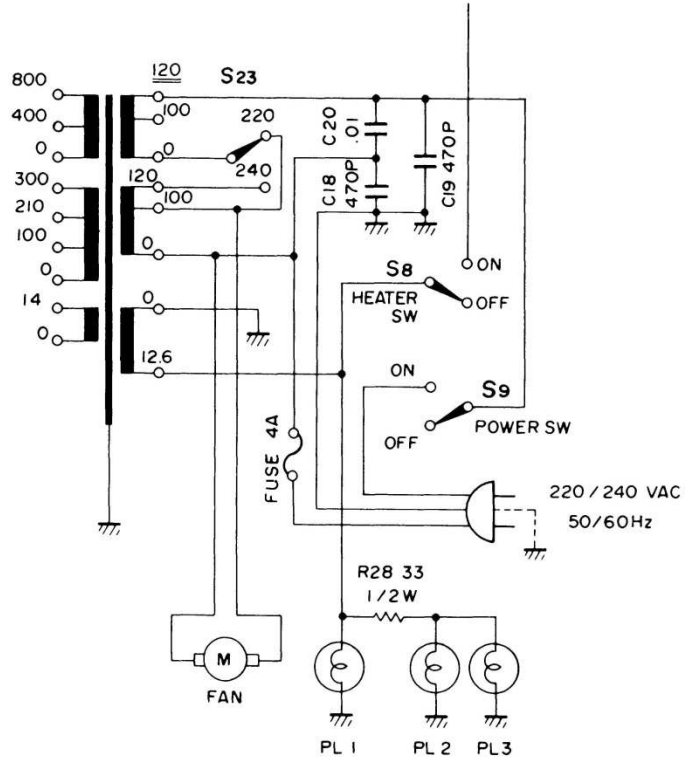 120
S23
800
100
220
400
0
0
C20
.01
C18
470P
C19 470P
300
120
240
100
210
100
0
0
14
0
0
12.6
S8
HEATER
SW
ON
OFF
ON
S9
OFF
POWER SW
FUSE 4A
220/240 VAC
50/60Hz
R28 33
1/2W
M
FAN
PL 1
PL 2
PL3